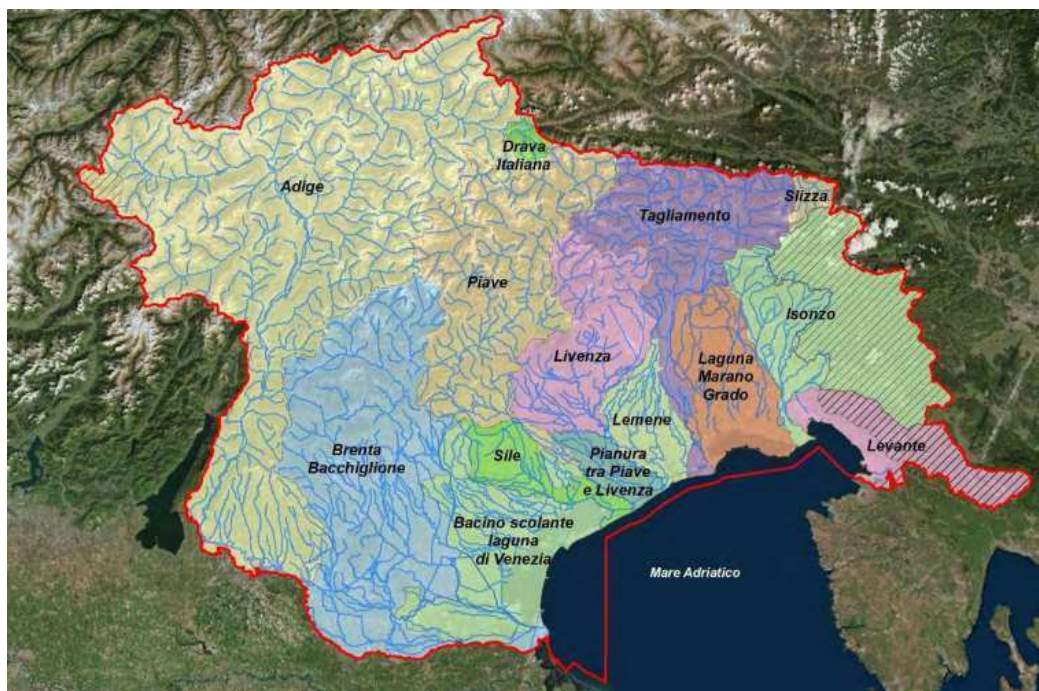 Drava
Italiana
Adige
Slizza
Tagliamento
Piave
Isonzo
Livenza
Laguna
Marano
Grado
Lemene
Levante
Brenta
Bacchiglione
Sile
Pianura
tra Piave
e Livenza
Bacino scolante
laguna
di Venezia
Mare Adriatico